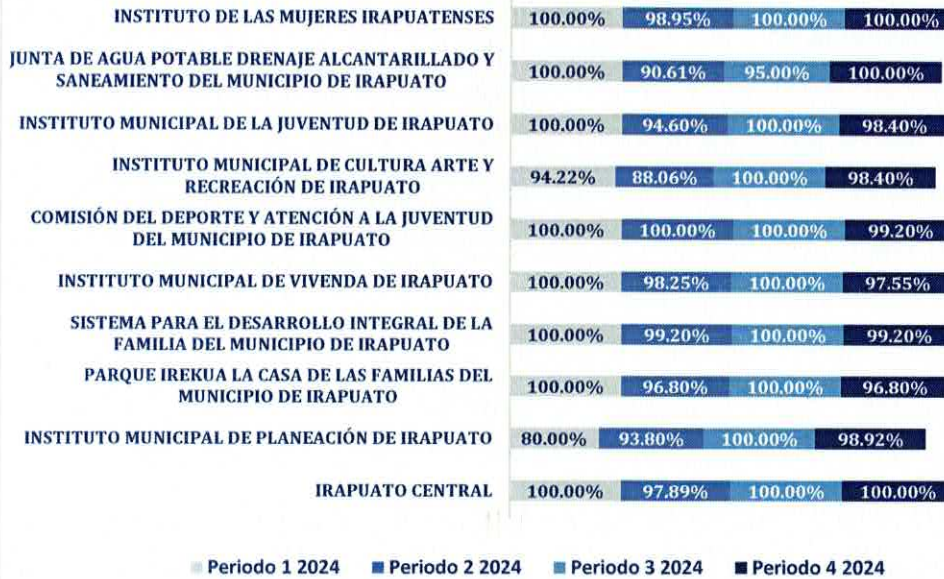 INSTITUTO DE LAS MUJERES IRAPUATENSES 100.00% 98.95% 100.00% 100.00%
JUNTA DE AGUA POTABLE DRENAJE ALCANTARILLADO Y
SANEAMIENTO DEL MUNICIPIO DE IRAPUATO 100.00% 90.61% 95.00% 100.00%
INSTITUTO MUNICIPAL DE LA JUVENTUD DE IRAPUATO 100.00% 94.60% 100.00% 98.40%
INSTITUTO MUNICIPAL DE CULTURA ARTE Y
RECREACIÓN DE IRAPUATO 94.22% 88.06% 100.00% 98.40%
COMISIÓN DEL DEPORTE Y ATENCIÓN A LA JUVENTUD
DEL MUNICIPIO DE IRAPUATO 100.00% 100.00% 100.00% 99.20%
INSTITUTO MUNICIPAL DE VIVENDA DE IRAPUATO 100.00% 98.25% 100.00% 97.55%
SISTEMA PARA EL DESARROLLO INTEGRAL DE LA
FAMILIA DEL MUNICIPIO DE IRAPUATO 100.00% 99.20% 100.00% 99.20%
PARQUE IREKUA LA CASA DE LAS FAMILIAS DEL
MUNICIPIO DE IRAPUATO 100.00% 96.80% 100.00% 96.80%
INSTITUTO MUNICIPAL DE PLANEACIÓN DE IRAPUATO 80.00% 93.80% 100.00% 98.92%
IRAPUATO CENTRAL 100.00% 97.89% 100.00% 100.00%
Periodo 1 2024 Periodo 2 2024 Periodo 3 2024 Periodo 4 2024